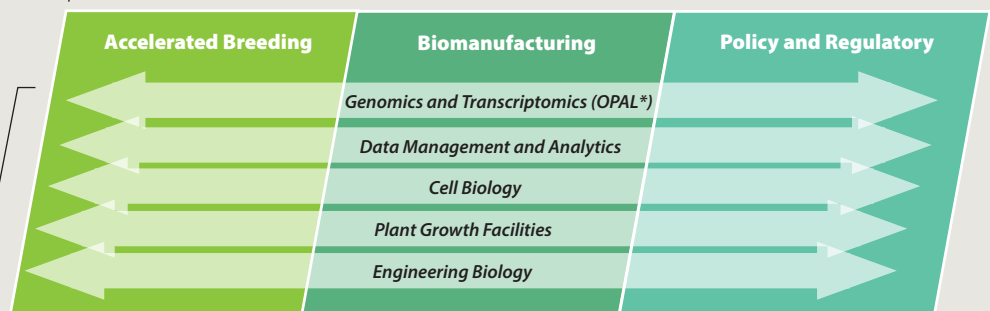 Accelerated Breeding
Biomanufacturing
Policy and Regulatory
Genomics and Transcriptomics (OPAL*)
Data Management and Analytics
Cell Biology
Plant Growth Facilities
Engineering Biology